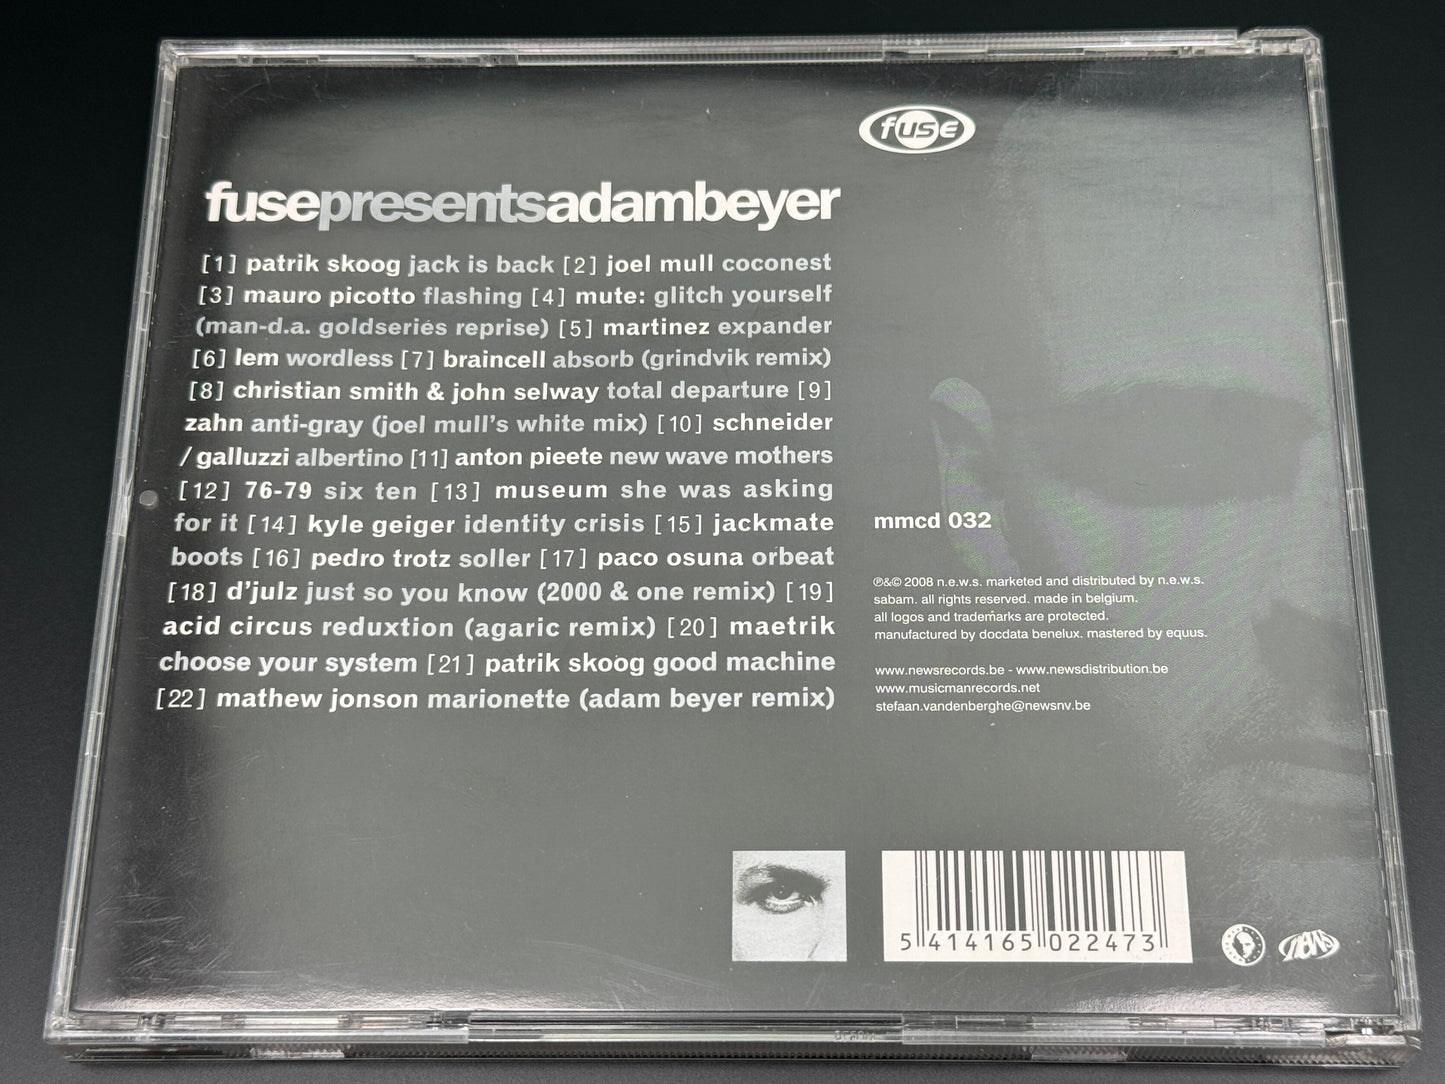 fuse
fusepresentsadambeyer
[1] patrik skoog jack is back [2] joel mull coconest
[3] mauro picotto flashing [4] mute: glitch yourself
(man-d.a. goldseries reprise) [5] martinez expander
[6] lem wordless [7] braincell absorb (grindvik remix)
[8] christian smith & john selway total departure [9]
zahn anti-gray (joel mull's white mix) [10] schneider
/ galluzzi albertino [11] anton pieete new wave mothers
[12] 76-79 six ten [13] museum she was asking
for it [14] kyle geiger identity crisis [15] jackmate
boots [16] pedro trotz soller [17] paco osuna orbeat
[18] d'julz just so you know (2000 & one remix) [19]
acid circus reduxtion (agaric remix) [20] maetrik
choose your system [21] patrik skoog good machine
[22] mathew jonson marionette (adam beyer remix)
mmcd 032
℗&© 2008 n.e.w.s. marketed and distributed by n.e.w.s.
sabam. all rights reserved. made in belgium.
all logos and trademarks are protected.
manufactured by docdata benelux. mastered by equus.
www.newsrecords.be - www.newsdistribution.be
www.musicmanrecords.net
stefaan.vandenberghe@newsnv.be
5 414165 022473
news